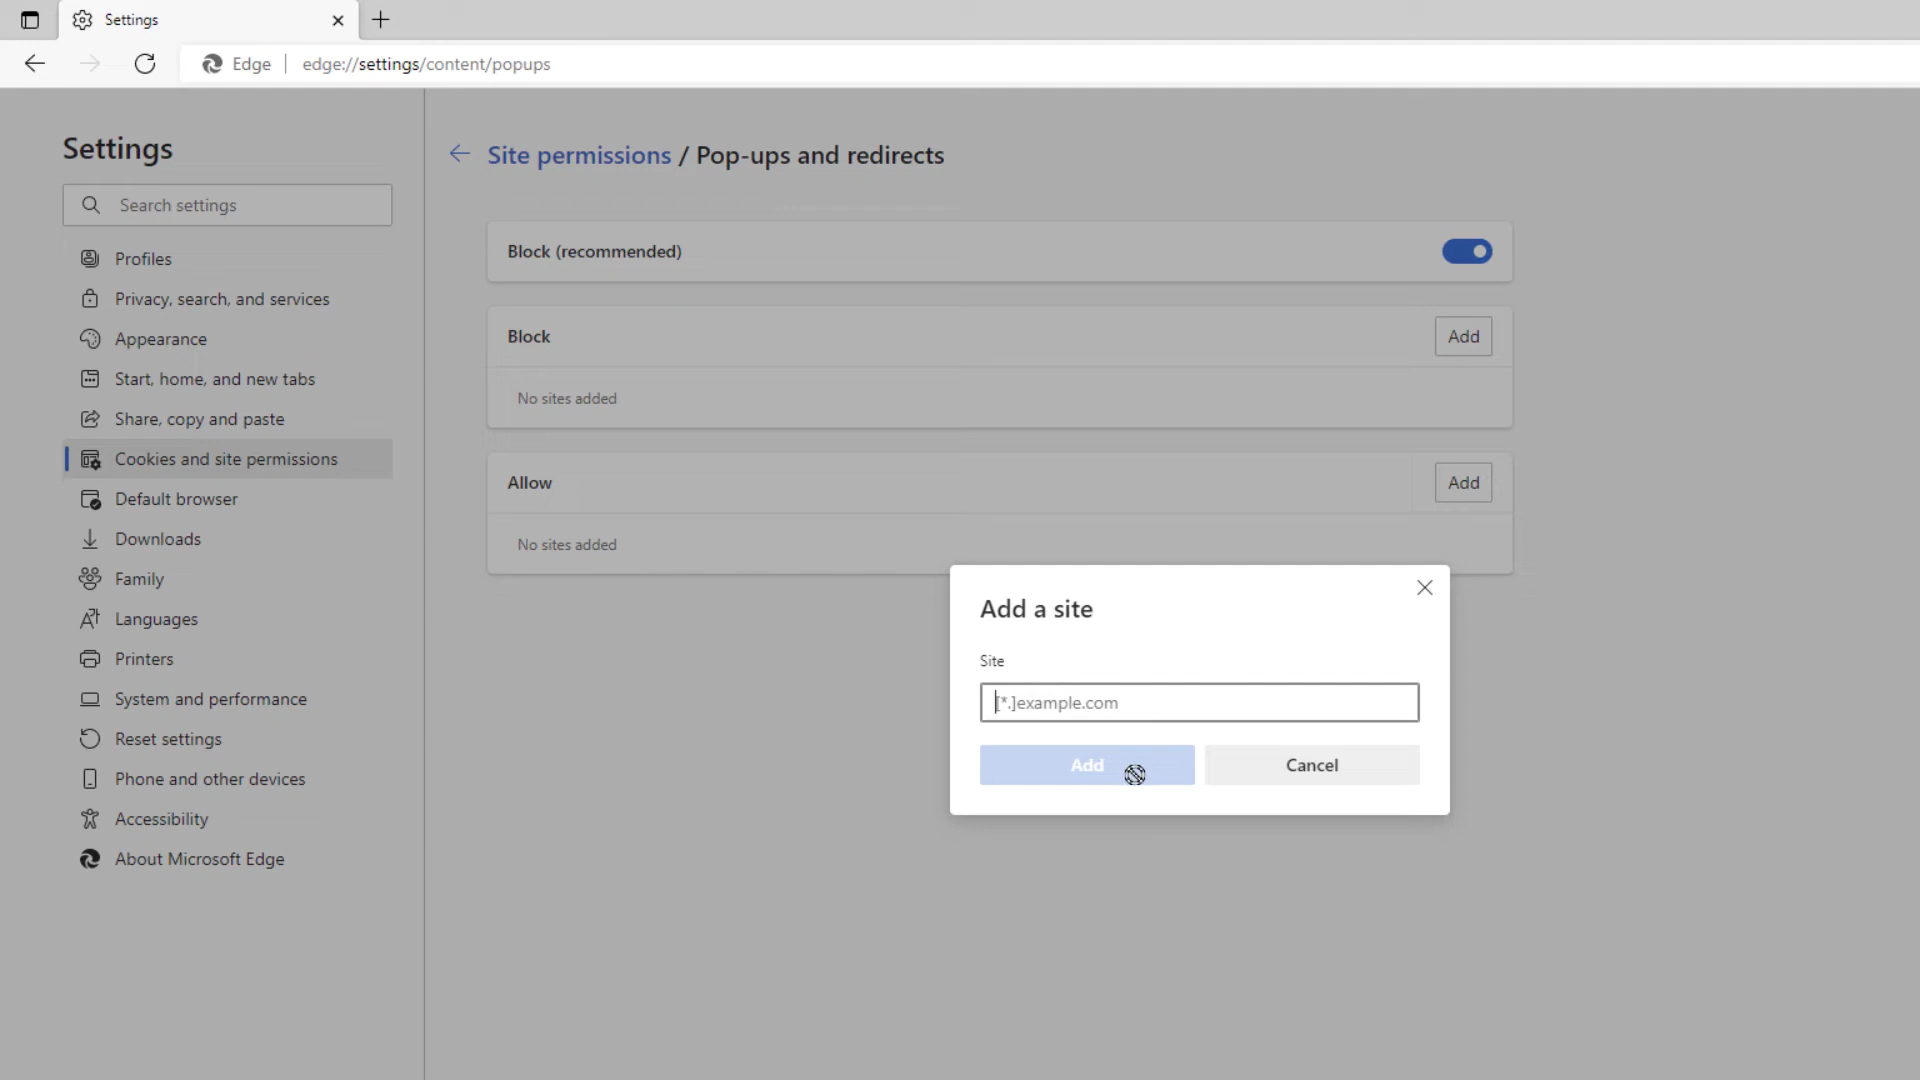 Settings
Edge
edge://settings/content/popups
Settings
Search settings
Profiles
Privacy, search, and services
Appearance
Start, home, and new tabs
Share, copy and paste
Cookies and site permissions
Default browser
Downloads
Family
Languages
Printers
System and performance
Reset settings
Phone and other devices
Accessibility
About Microsoft Edge
Site permissions / Pop-ups and redirects
Block (recommended)
Block
Add
No sites added
Allow
Add
No sites added
Add a site
Site
[*.]example.com
Add
Cancel